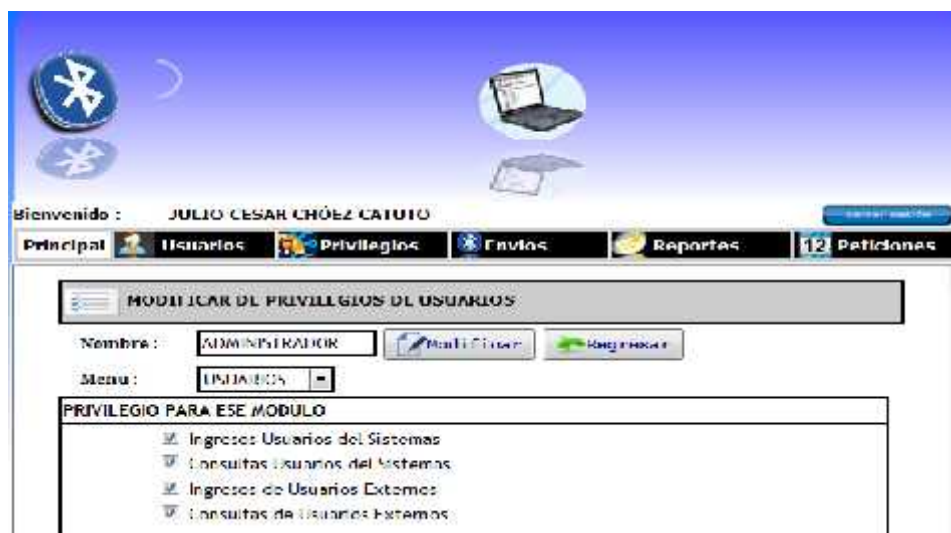 Bienvenido : JULIO CESAR CHÓEZ CATUTO
Principal Usuarios Privilegios Envios Reportes 12 Peticiones
MODIFICAR DE PRIVILEGIOS DE USUARIOS
Nombre : ADMINISTRADOR Modificar Regresar
Menu : USUARIOS
PRIVILEGIO PARA ESE MODULO
Ingresos Usuarios del Sistemas
Consultas Usuarios del Sistemas
Ingresos de Usuarios Externos
Consultas de Usuarios Externos